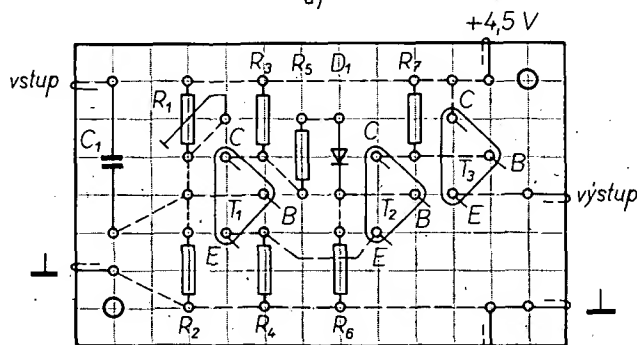 a)
+4,5 V
vstup
R3 R5 D1 R7
R1
C1
C
C
C
T1
B
T2
B
T3
B
E
E
E
výstup
⊥
⊥
R2 R4 R6